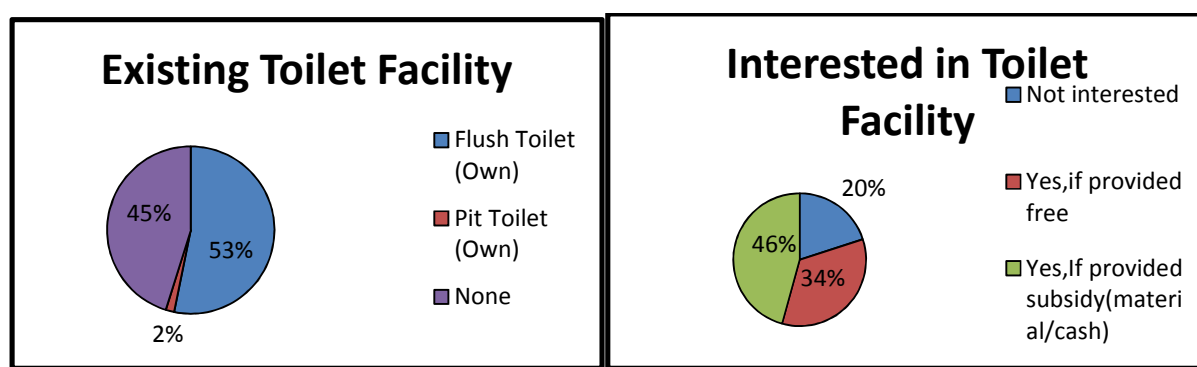 Existing Toilet Facility
Flush Toilet
(Own)
Pit Toilet
(Own)
None
45%
53%
2%
Interested in Toilet
Facility
Not interested
Yes,if provided
free
Yes,If provided
subsidy(materi
al/cash)
20%
46%
34%